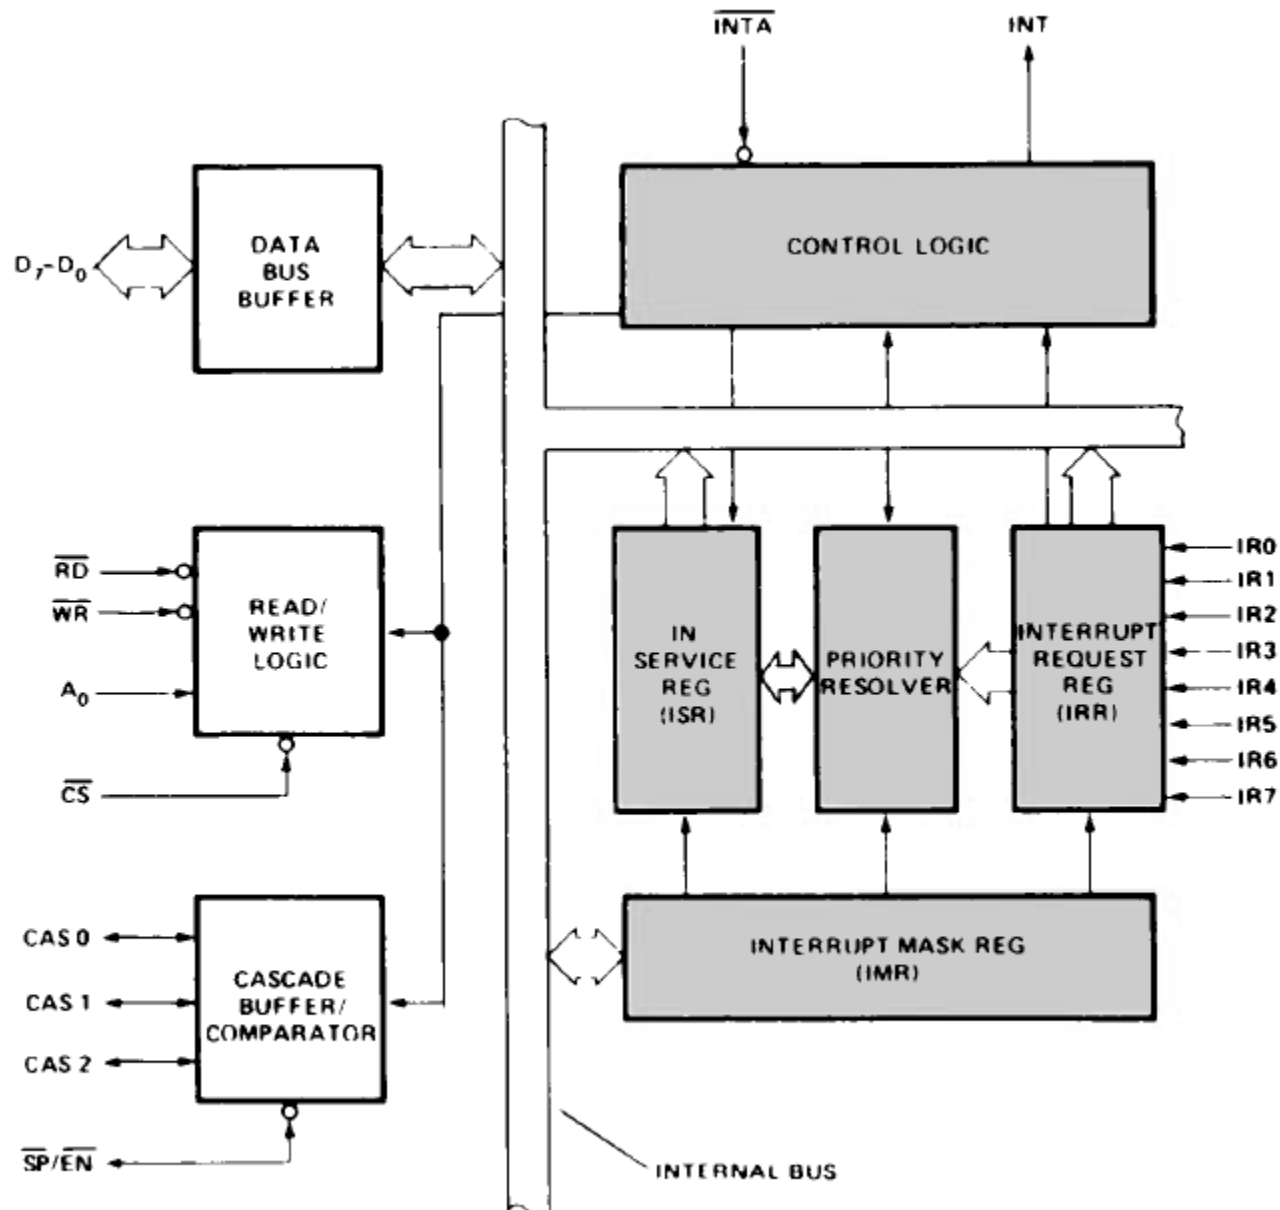 INTA
INT
DATA
BUS
BUFFER
D7-D0
CONTROL LOGIC
RD
WR
A0
CS
READ/
WRITE
LOGIC
IN
SERVICE
REG
(ISR)
PRIORITY
RESOLVER
INTERRUPT
REQUEST
REG
(IRR)
IR0
IR1
IR2
IR3
IR4
IR5
IR6
IR7
CAS 0
CAS 1
CAS 2
CASCADE
BUFFER/
COMPARATOR
SP/EN
INTERRUPT MASK REG
(IMR)
INTERNAL BUS